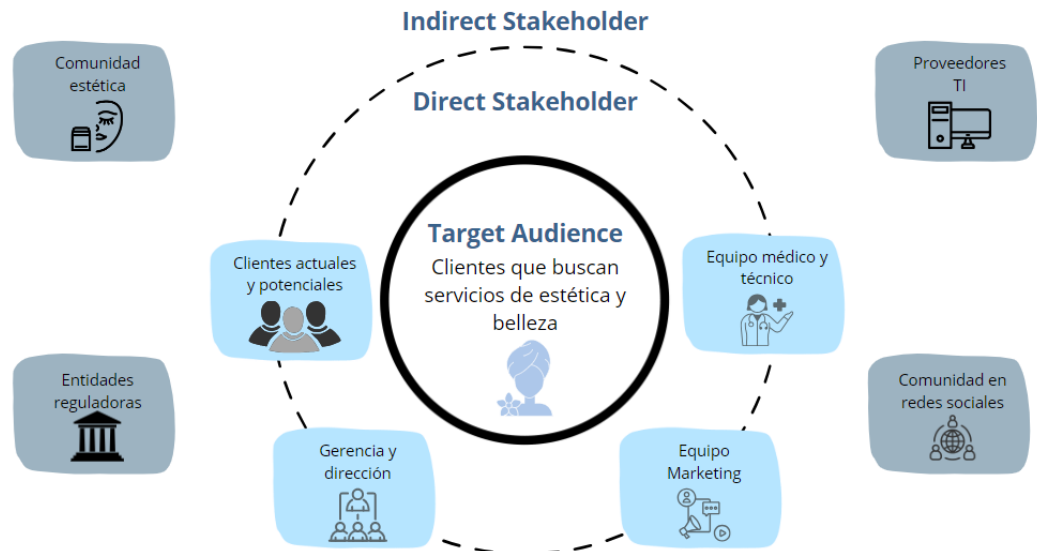 Indirect Stakeholder
Comunidad
estética
Proveedores
TI
Direct Stakeholder
Target Audience
Clientes que buscan
servicios de estética y
belleza
Clientes actuales
y potenciales
Equipo médico y
técnico
Entidades
reguladoras
Comunidad en
redes sociales
Gerencia y
dirección
Equipo
Marketing